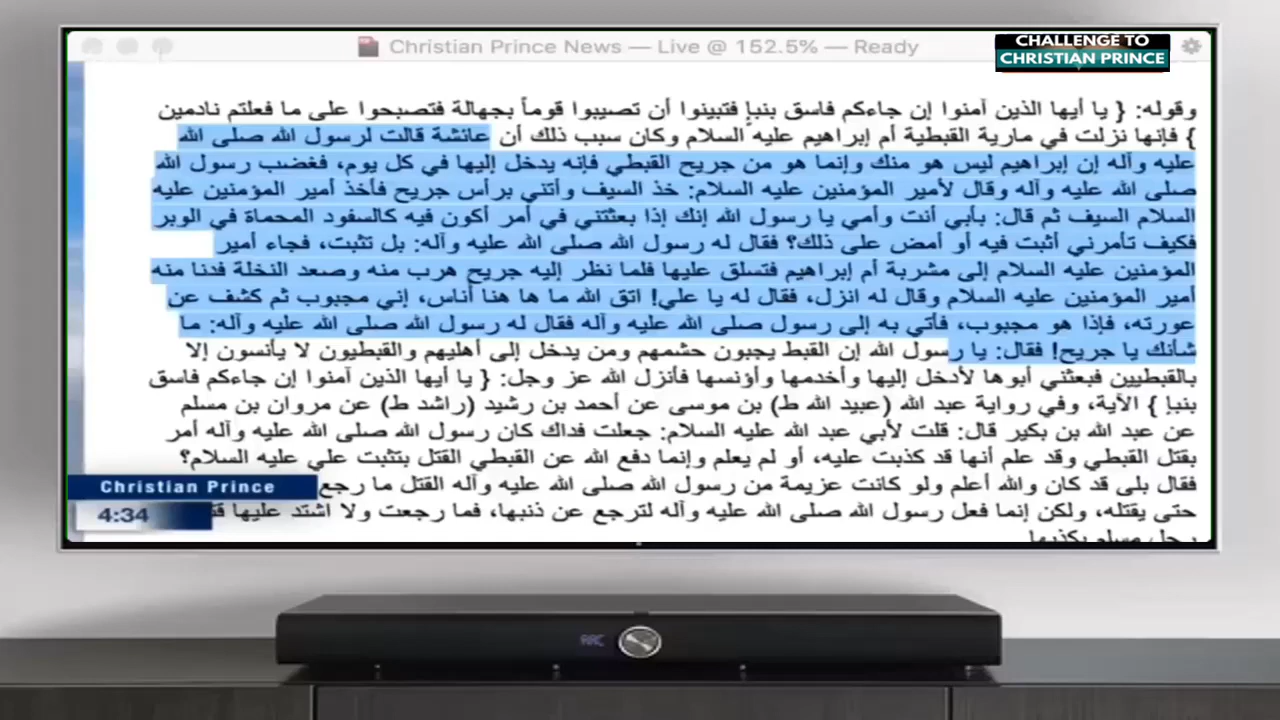 Christian Prince News — Live @ 152.5% — Ready
CHALLENGE TO
CHRISTIAN PRINCE
وقوله: { يا أيها الذين آمنوا إن جاءكم فاسق بنبإ فتبينوا أن تصيبوا قوماً بجهالة فتصبحوا على ما فعلتم نادمين
} فإنها نزلت في مارية القبطية أم إبراهيم عليه السلام وكان سبب ذلك أن عائشة قالت لرسول الله صلى الله
عليه وآله إن إبراهيم ليس هو منك وإنما هو من جريح القبطي فإنه يدخل إليها في كل يوم، فغضب رسول الله
صلى الله عليه وآله وقال لأمير المؤمنين عليه السلام: خذ السيف وأتني برأس جريح فأخذ أمير المؤمنين عليه
السلام السيف ثم قال: بأبي أنت وأمي يا رسول الله إنك إذا بعثتني في أمر أكون فيه كالسفود المحماة في الوبر
فكيف تأمرني أثبت فيه أو أمض على ذلك؟ فقال له رسول الله صلى الله عليه وآله: بل تثبت، فجاء أمير
المؤمنين عليه السلام إلى مشربة أم إبراهيم فتسلق عليها فلما نظر إليه جريح هرب منه وصعد النخلة فدنا منه
أمير المؤمنين عليه السلام وقال له انزل، فقال له يا علي! اتق الله ما ها هنا أناس، إني مجبوب ثم كشف عن
عورته، فإذا هو مجبوب، فأتي به إلى رسول صلى الله عليه وآله فقال له رسول الله صلى الله عليه وآله: ما
شأنك يا جريح! فقال: يا رسول الله إن القبط يجبون حشمهم ومن يدخل إلى أهليهم والقبطيون لا يأنسون إلا
بالقبطيين فبعثني أبوها لأدخل إليها وأخدمها وأؤنسها فأنزل الله عز وجل: { يا أيها الذين آمنوا إن جاءكم فاسق
بنبإ } الآية، وفي رواية عبد الله (عبيد الله ط) بن موسى عن أحمد بن رشيد (راشد ط) عن مروان بن مسلم
عن عبد الله بن بكير قال: قلت لأبي عبد الله عليه السلام: جعلت فداك كان رسول الله صلى الله عليه وآله أمر
بقتل القبطي وقد علم أنها قد كذبت عليه، أو لم يعلم وإنما دفع الله عن القبطي القتل بتثبت علي عليه السلام؟
فقال بلى قد كان والله أعلم ولو كانت عزيمة من رسول الله صلى الله عليه وآله القتل ما رجع
حتى يقتله، ولكن إنما فعل رسول الله صلى الله عليه وآله لترجع عن ذنبها، فما رجعت ولا اشتد عليها
رجل مسلم بكذبها
Christian Prince
4:34
ARC